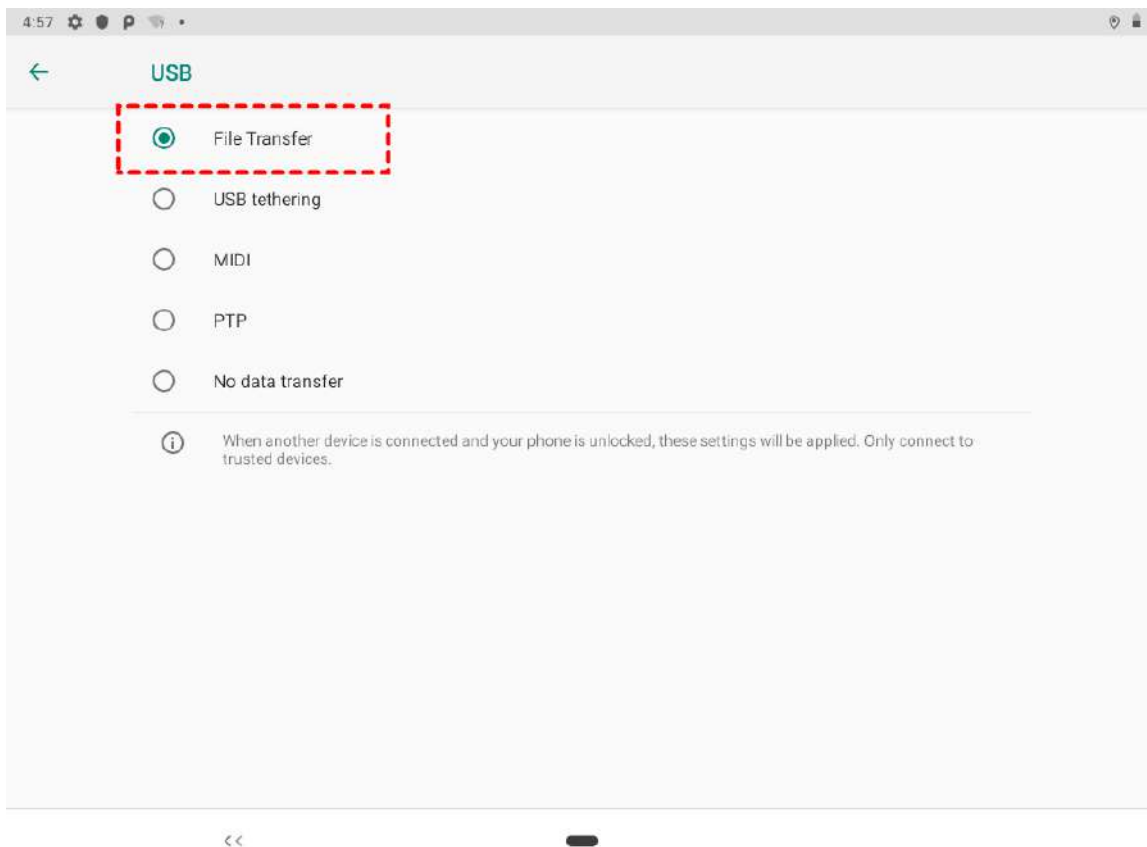 4:57
USB
File Transfer
USB tethering
MIDI
PTP
No data transfer
When another device is connected and your phone is unlocked, these settings will be applied. Only connect to
trusted devices.
<<